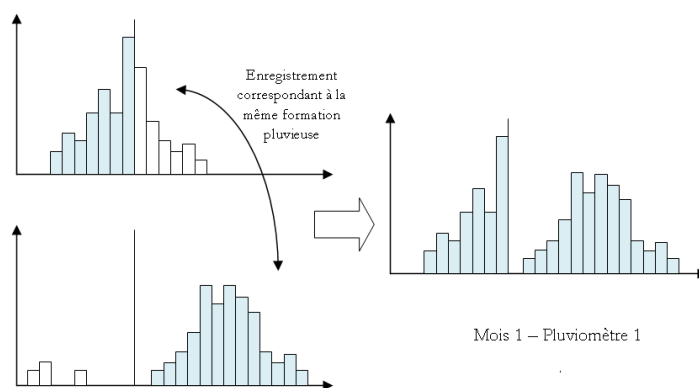 Enregistrement
correspondant à la
même formation
pluvieuse
Mois 1 – Pluviomètre 1